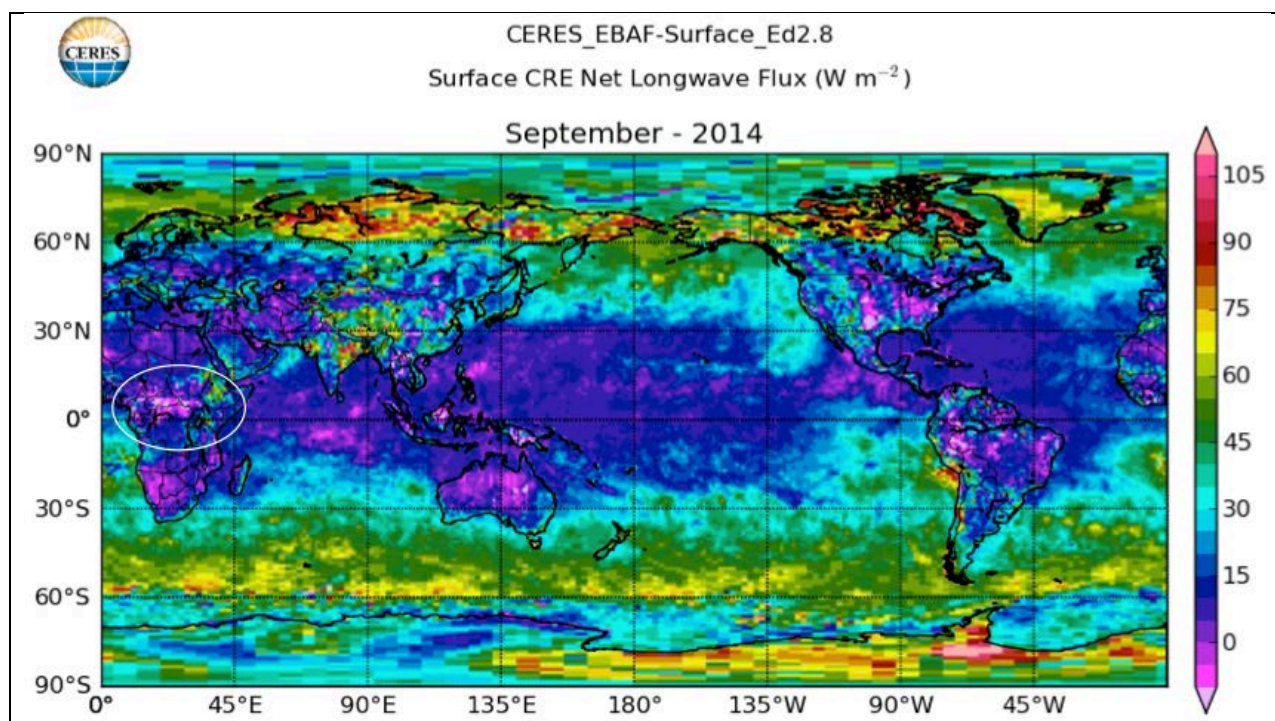 CERES
CERES_EBAF-Surface_Ed2.8
Surface CRE Net Longwave Flux (W m⁻²)
September - 2014
90°N
60°N
30°N
0°
30°S
60°S
90°S
0° 45°E 90°E 135°E 180° 135°W 90°W 45°W
105
90
75
60
45
30
15
0